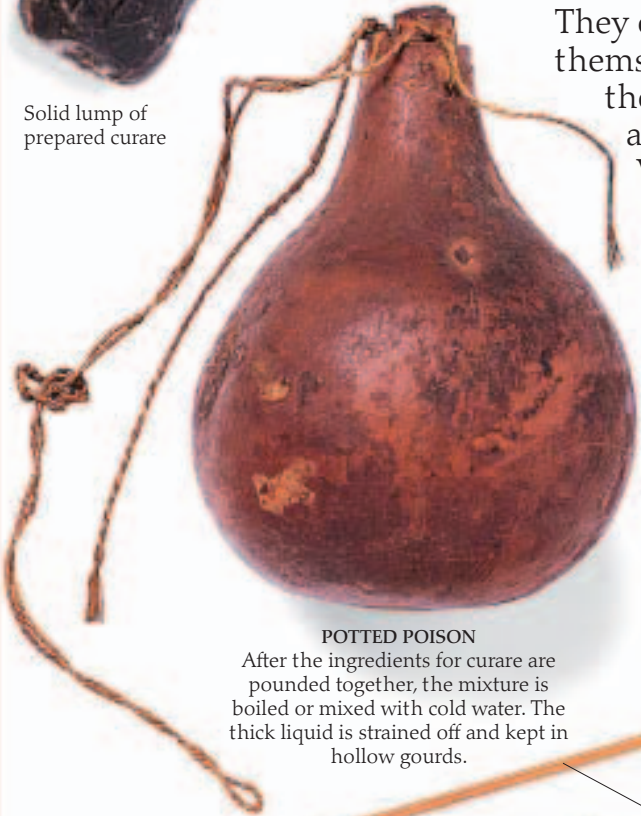 They
thems
the
a
Solid lump of
prepared curare
POTTED POISON
After the ingredients for curare are
pounded together, the mixture is
boiled or mixed with cold water. The
thick liquid is strained off and kept in
hollow gourds.